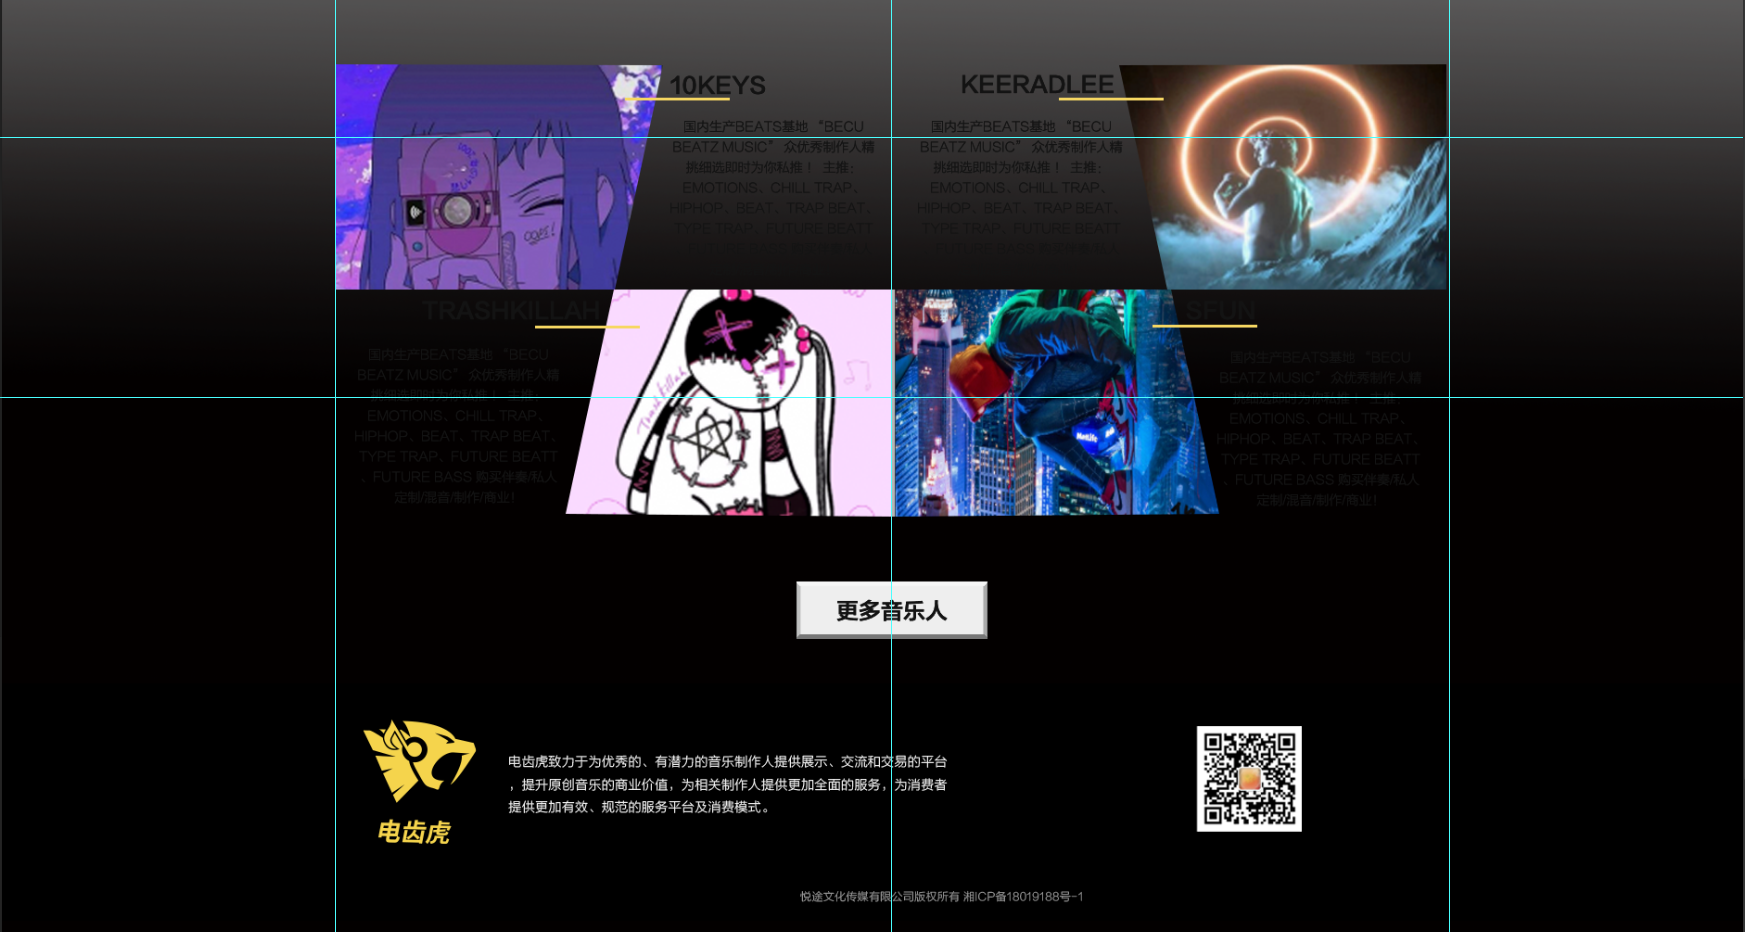 10KEYS
国内生产BEATS基地 “BECU
BEATZ MUSIC” 众优秀制作人精
挑细选即时为你私推！ 主推：
EMOTIONS、CHILL TRAP、
HIPHOP、BEAT、TRAP BEAT、
TYPE TRAP、FUTURE BEATT
KEERADLEE
国内生产BEATS基地 “BECU
BEATZ MUSIC” 众优秀制作人精
挑细选即时为你私推！ 主推：
EMOTIONS、CHILL TRAP、
HIPHOP、BEAT、TRAP BEAT、
TYPE TRAP、FUTURE BEATT
、FUTURE BASS 购买伴奏/私人
OOPS!
TRASHKILLAH
国内生产BEATS基地 “BECU
BEATZ MUSIC” 众优秀制作人精
挑细选即时为你私推！ 主推：
EMOTIONS、CHILL TRAP、
HIPHOP、BEAT、TRAP BEAT、
TYPE TRAP、FUTURE BEATT
、FUTURE BASS 购买伴奏/私人
定制/混音/制作/商业！
Trashkillah
MetLife
SFUN
国内生产BEATS基地 “BECU
BEATZ MUSIC” 众优秀制作人精
挑细选即时为你私推！ 主推：
EMOTIONS、CHILL TRAP、
HIPHOP、BEAT、TRAP BEAT、
TYPE TRAP、FUTURE BEATT
、FUTURE BASS 购买伴奏/私人
定制/混音/制作/商业！
更多音乐人
电齿虎
电齿虎致力于为优秀的、有潜力的音乐制作人提供展示、交流和交易的平台
，提升原创音乐的商业价值，为相关制作人提供更加全面的服务，为消费者
提供更加有效、规范的服务平台及消费模式。
悦途文化传媒有限公司版权所有 湘ICP备18019188号-1